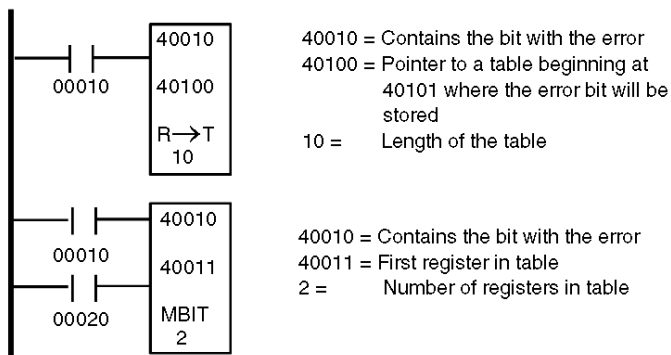 40010
00010
40100
R→T
10
40010 = Contains the bit with the error
40100 = Pointer to a table beginning at
40101 where the error bit will be
stored
10 = Length of the table
40010
00010
40011
00020
MBIT
2
40010 = Contains the bit with the error
40011 = First register in table
2 = Number of registers in table